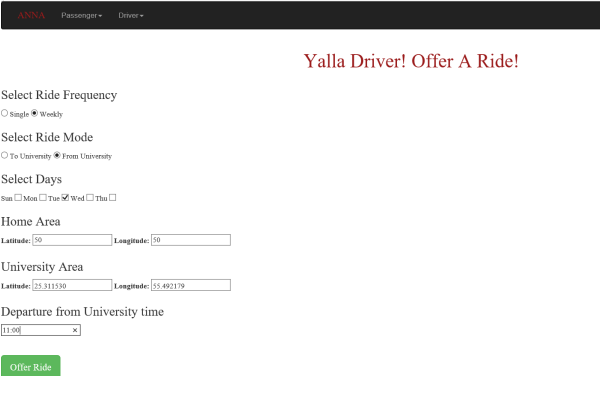 ANNA Passenger Driver
Yalla Driver! Offer A Ride!
Select Ride Frequency
Single Weekly
Select Ride Mode
To University From University
Select Days
Sun Mon Tue Wed Thu
Home Area
Latitude: 50 Longitude: 50
University Area
Latitude: 25.311530 Longitude: 55.492179
Departure from University time
11:00 ×
Offer Ride